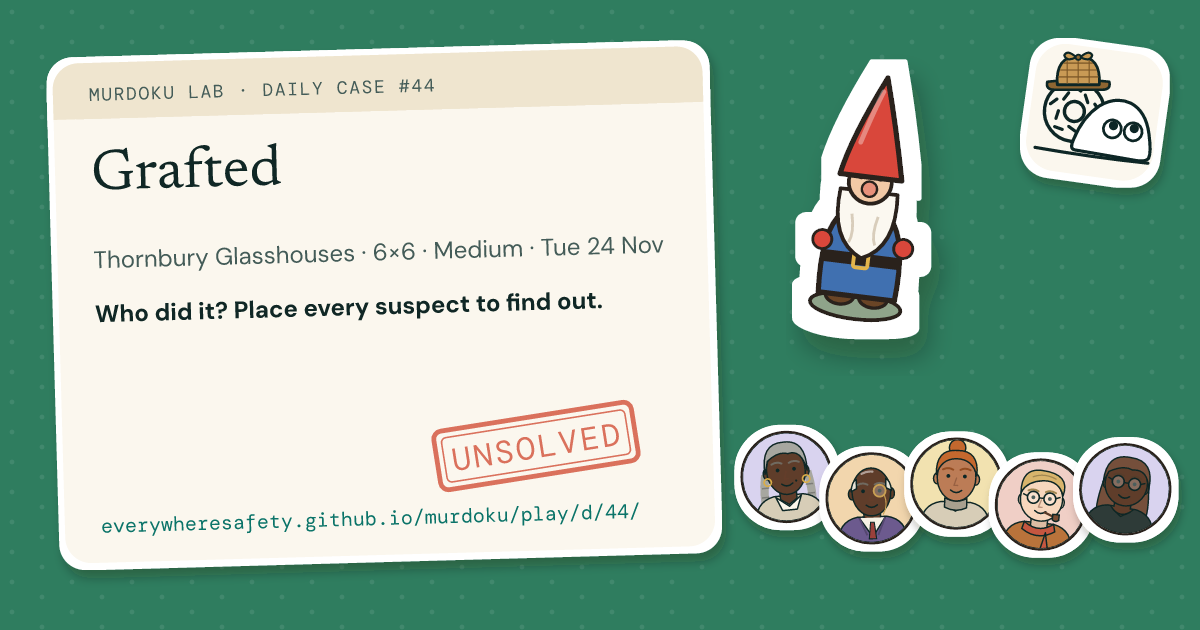 MURDOKU LAB · DAILY CASE #44
Grafted
Thornbury Glasshouses · 6×6 · Medium · Tue 24 Nov
Who did it? Place every suspect to find out.
UNSOLVED
everywheresafety.github.io/murdoku/play/d/44/